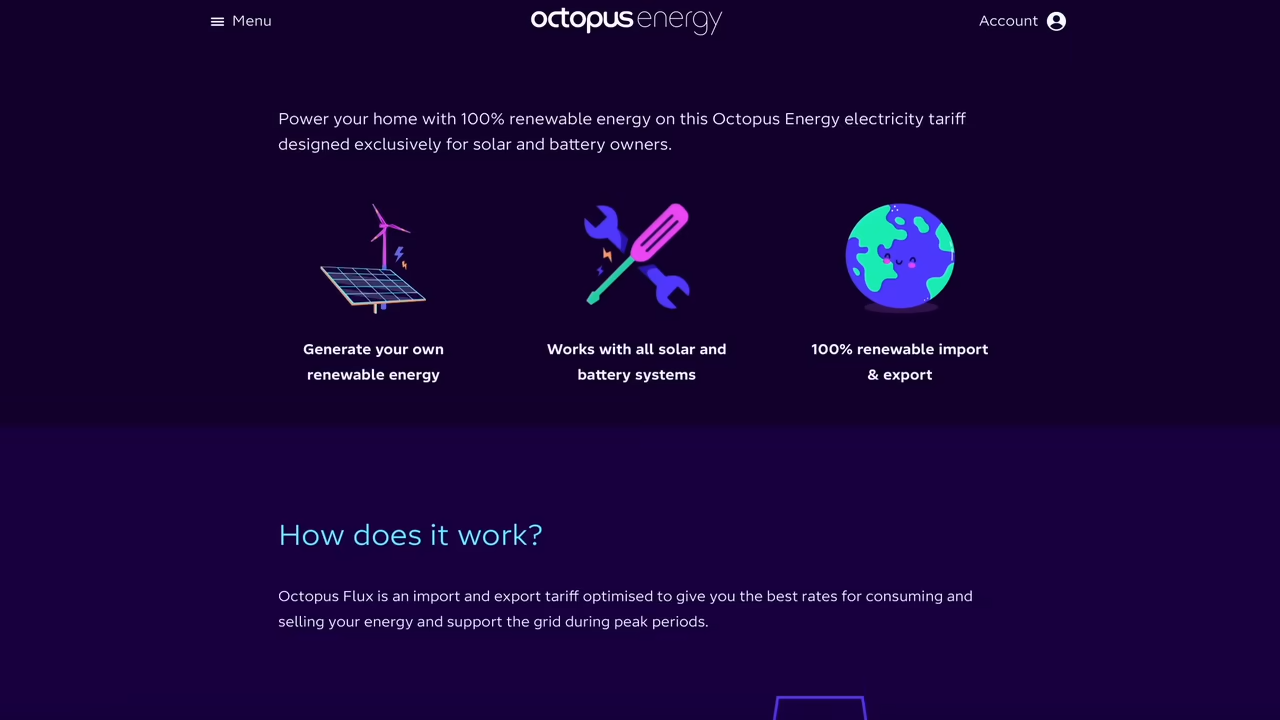 Menu
octopus energy
Account
Power your home with 100% renewable energy on this Octopus Energy electricity tariff
designed exclusively for solar and battery owners.
Generate your own
renewable energy
Works with all solar and
battery systems
100% renewable import
& export
How does it work?
Octopus Flux is an import and export tariff optimised to give you the best rates for consuming and
selling your energy and support the grid during peak periods.